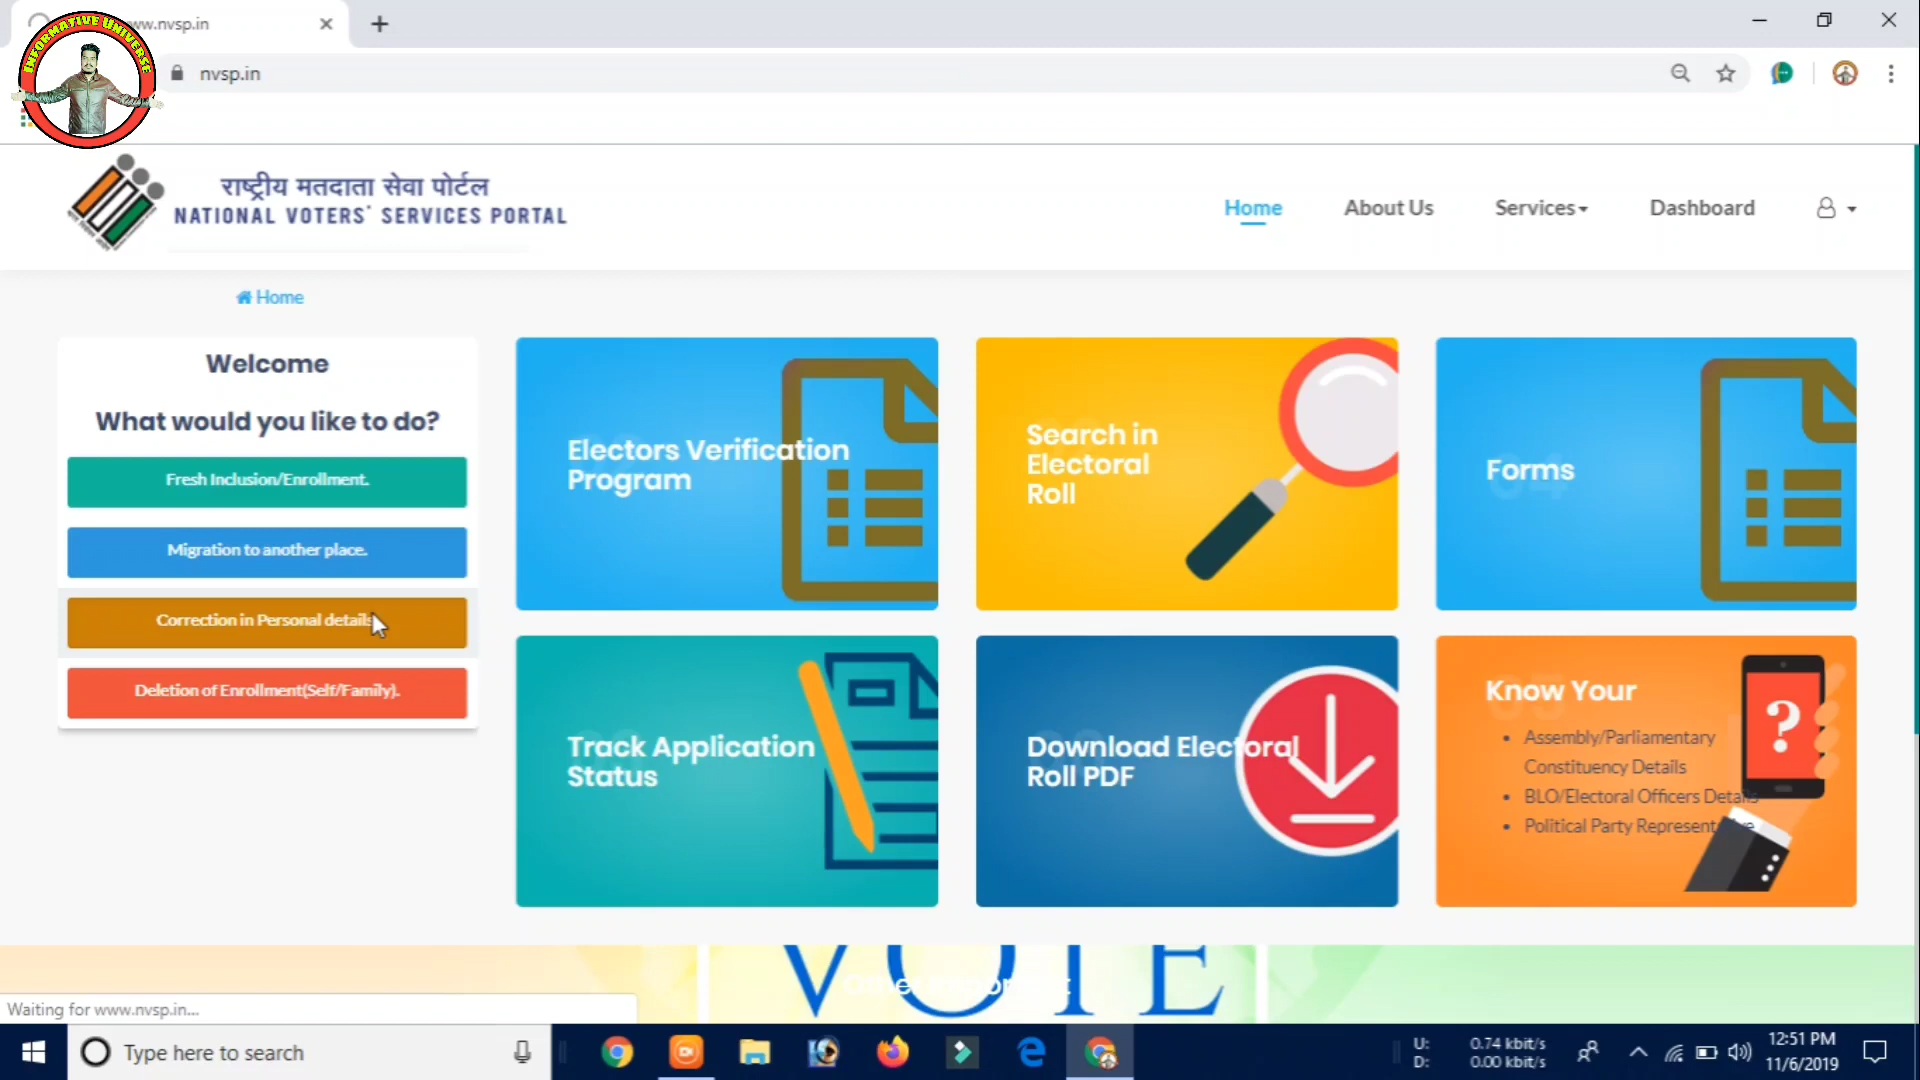 www.nvsp.in
INFORMATIVE UNIVERSE
nvsp.in
राष्ट्रीय मतदाता सेवा पोर्टल
NATIONAL VOTERS' SERVICES PORTAL
Home
About Us
Services
Dashboard
Home
Welcome
What would you like to do?
Fresh Inclusion/Enrollment.
Migration to another place.
Correction in Personal details
Deletion of Enrollment(Self/Family).
Electors Verification
Program
Search in
Electoral
Roll
Forms
Track Application
Status
Download Electoral
Roll PDF
Know Your
Assembly/Parliamentary
Constituency Details
BLO/Electoral Officers Details
Political Party Representative
VOTE
Waiting for www.nvsp.in...
Type here to search
U: 0.74 kbit/s
D: 0.00 kbit/s
12:51 PM
11/6/2019